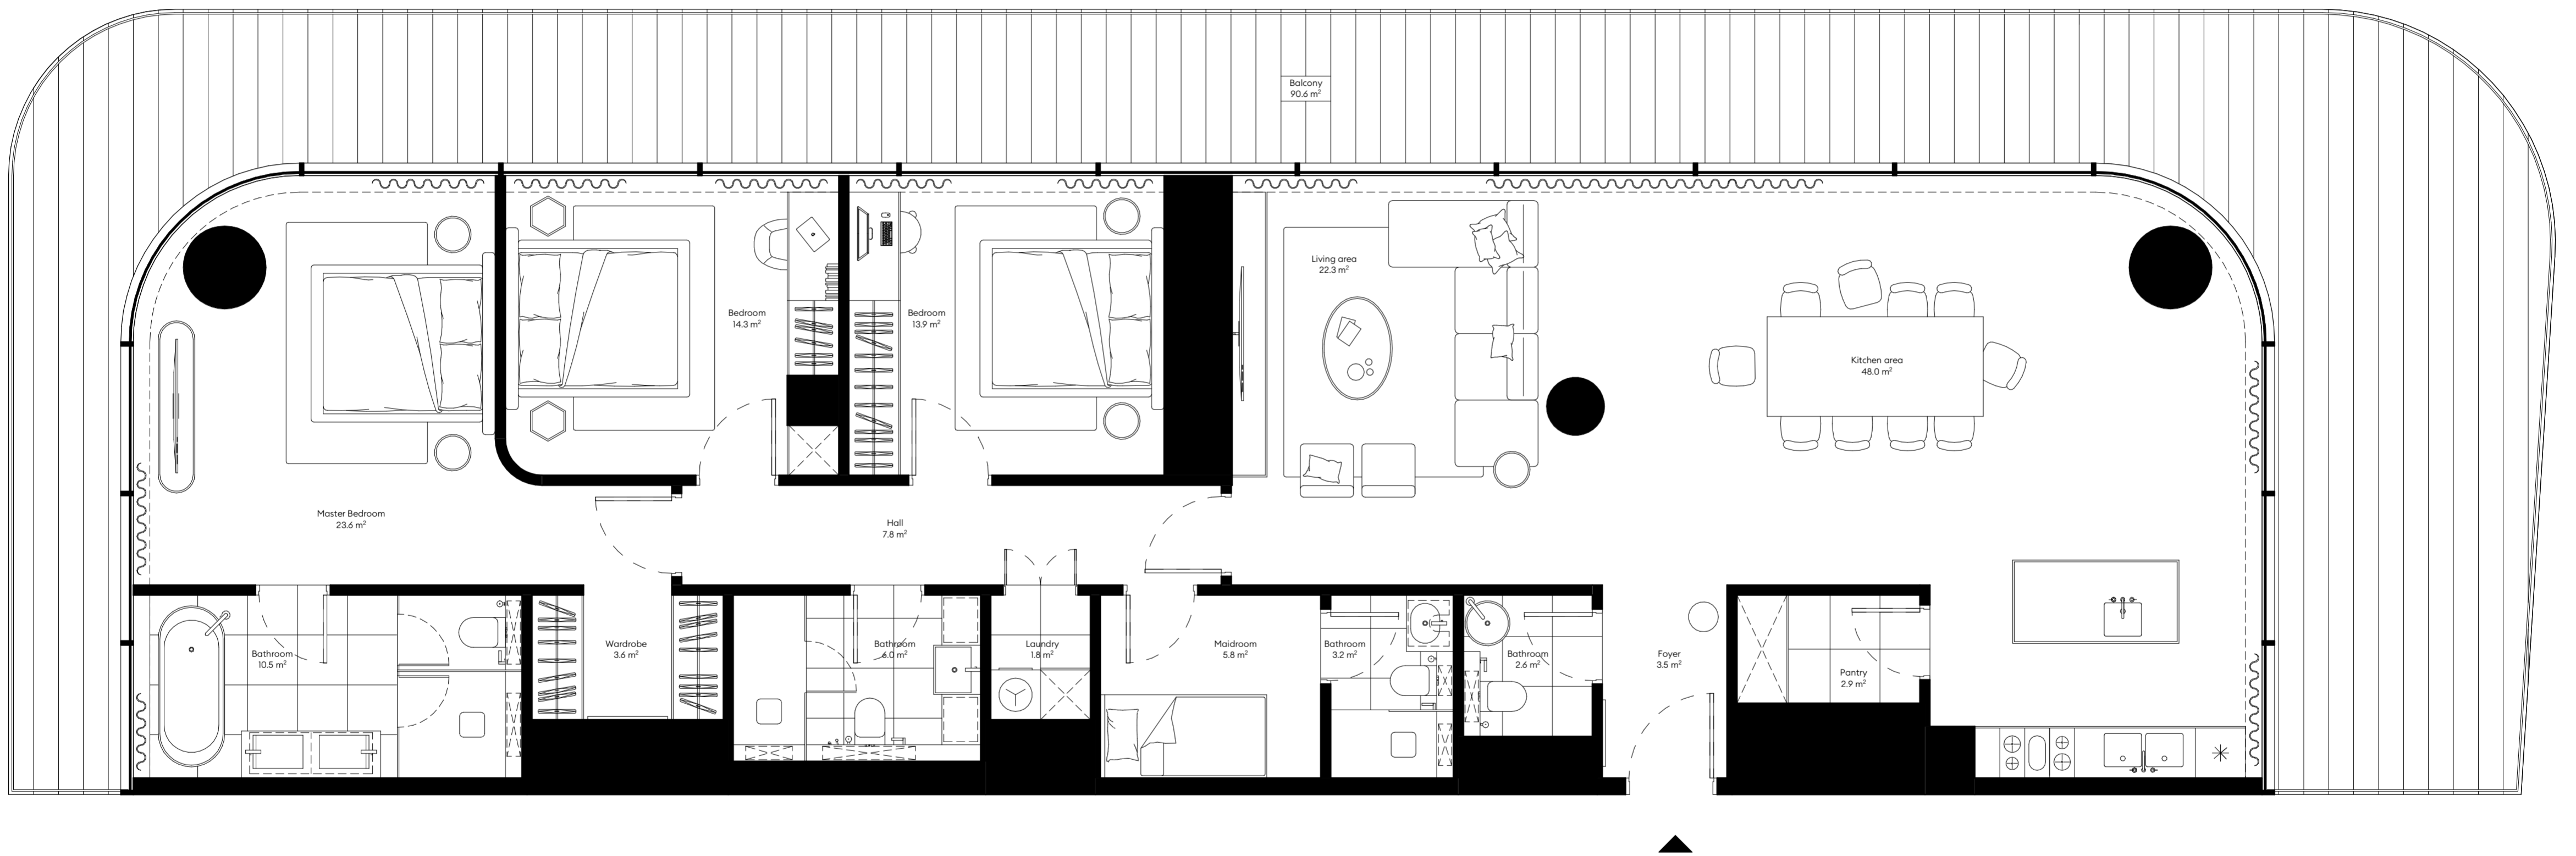 Balcony
90.6 m²
Living area
22.3 m²
Bedroom
14.3 m²
Bedroom
13.9 m²
Kitchen area
48.0 m²
Master Bedroom
23.6 m²
Hall
7.8 m²
Bathroom
10.5 m²
Wardrobe
3.6 m²
Bathroom
6.0 m²
Laundry
1.8 m²
Maidroom
5.8 m²
Bathroom
3.2 m²
Bathroom
2.6 m²
Foyer
3.5 m²
Pantry
2.9 m²